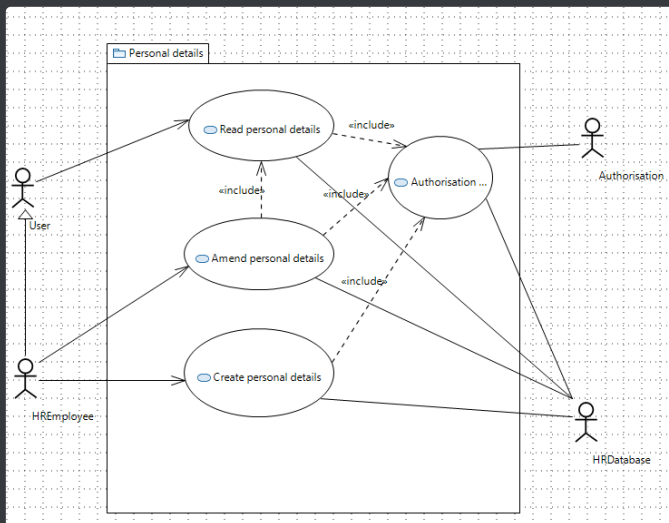 Personal details
Read personal details
«include»
Authorisation ...
Authorisation
«include»
«include»
User
Amend personal details
«include»
Create personal details
HREmployee
HRDatabase